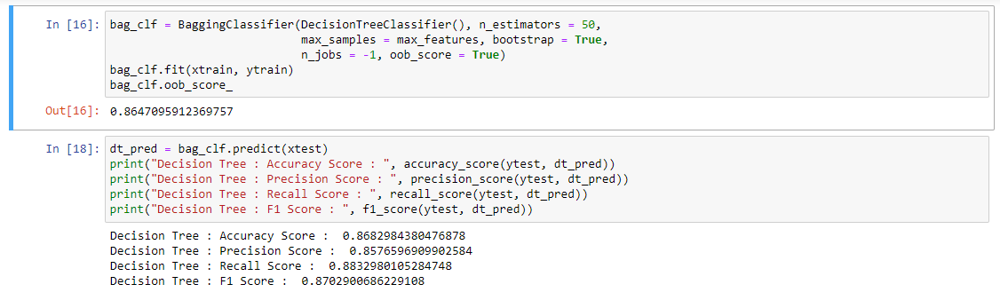 In [16]: bag_clf = BaggingClassifier(DecisionTreeClassifier(), n_estimators = 50,
max_samples = max_features, bootstrap = True,
n_jobs = -1, oob_score = True)
bag_clf.fit(xtrain, ytrain)
bag_clf.oob_score_
Out[16]: 0.8647095912369757
In [18]: dt_pred = bag_clf.predict(xtest)
print("Decision Tree : Accuracy Score : ", accuracy_score(ytest, dt_pred))
print("Decision Tree : Precision Score : ", precision_score(ytest, dt_pred))
print("Decision Tree : Recall Score : ", recall_score(ytest, dt_pred))
print("Decision Tree : F1 Score : ", f1_score(ytest, dt_pred))
Decision Tree : Accuracy Score :  0.8682984380476878
Decision Tree : Precision Score :  0.8576596909902584
Decision Tree : Recall Score :  0.8832980105284748
Decision Tree : F1 Score :  0.8702900686229108